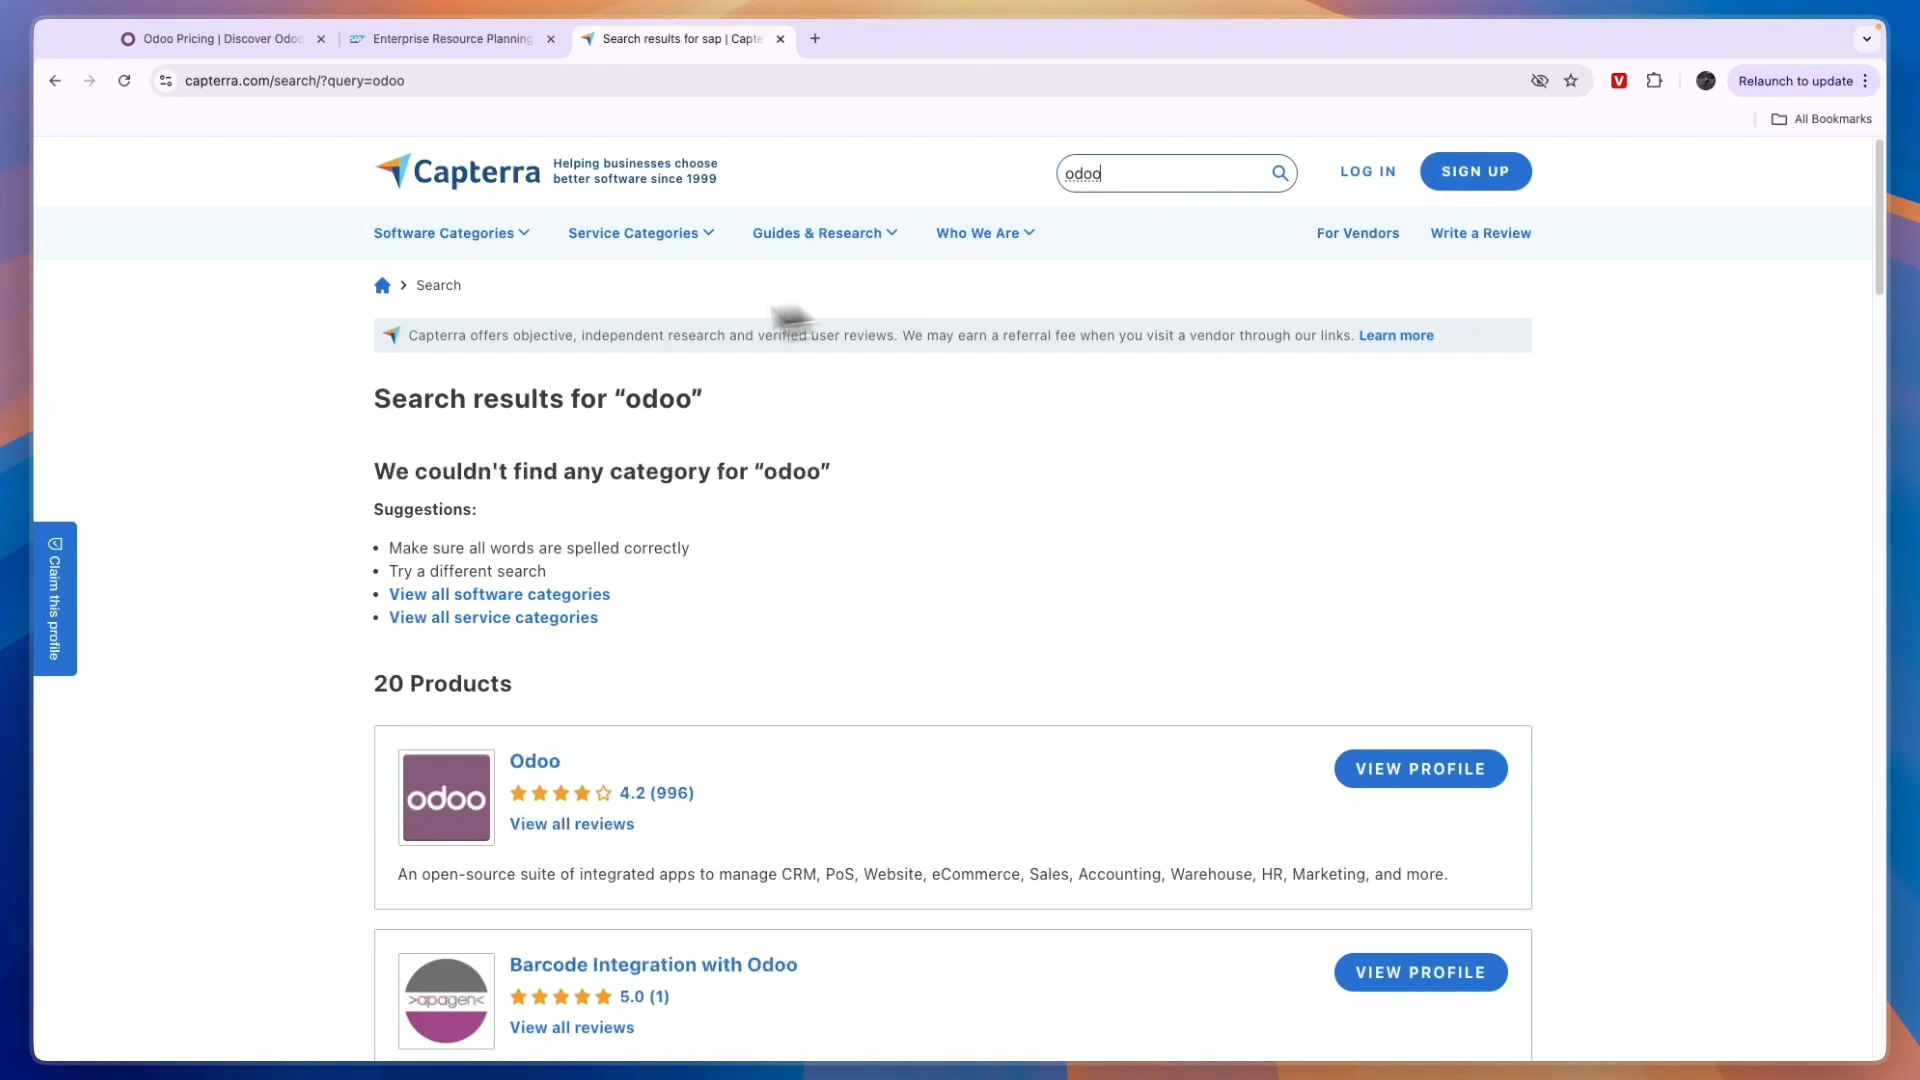 Odoo Pricing | Discover Odoo
Enterprise Resource Planning
Search results for sap | Capte
capterra.com/search/?query=odoo
Relaunch to update
All Bookmarks
Capterra
Helping businesses choose
better software since 1999
odoo
LOG IN
SIGN UP
Software Categories
Service Categories
Guides & Research
Who We Are
For Vendors
Write a Review
Search
Capterra offers objective, independent research and verified user reviews. We may earn a referral fee when you visit a vendor through our links. Learn more
Search results for “odoo”
We couldn't find any category for “odoo”
Suggestions:
• Make sure all words are spelled correctly
• Try a different search
• View all software categories
• View all service categories
Claim this profile
20 Products
odoo
Odoo
4.2 (996)
View all reviews
VIEW PROFILE
An open-source suite of integrated apps to manage CRM, PoS, Website, eCommerce, Sales, Accounting, Warehouse, HR, Marketing, and more.
>apagen<
Barcode Integration with Odoo
5.0 (1)
View all reviews
VIEW PROFILE